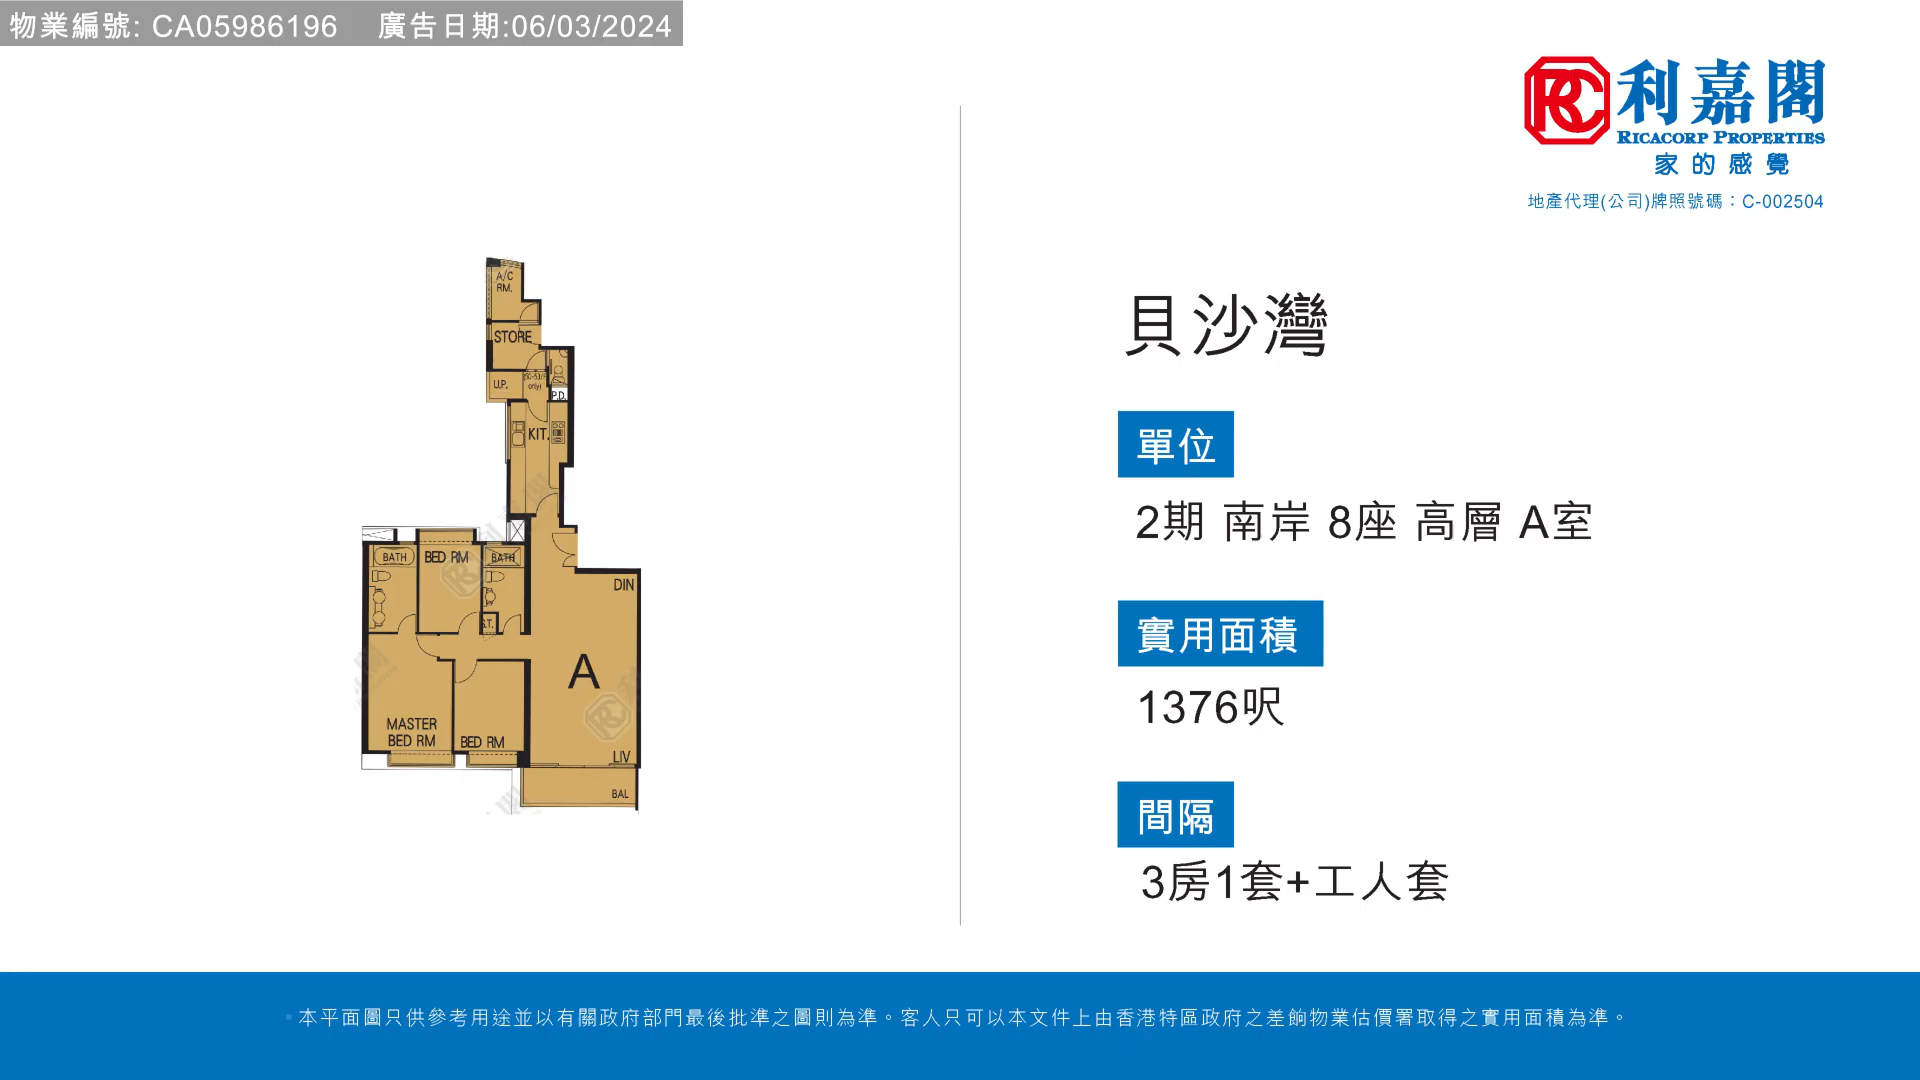 物業編號: CA05986196 廣告日期:06/03/2024
利嘉閣
RICACORP PROPERTIES
家的感覺
地產代理(公司)牌照號碼：C-002504
A/C
RM.
STORE
U.P.
only)
P.D.
KIT.
BATH
BED RM
BATH
S.T.
DIN
A
MASTER
BED RM
BED RM
LIV
BAL
貝沙灣
單位
2期 南岸 8座 高層 A室
實用面積
1376呎
間隔
3房1套+工人套
本平面圖只供參考用途並以有關政府部門最後批準之圖則為準。客人只可以本文件上由香港特區政府之差餉物業估價署取得之實用面積為準。